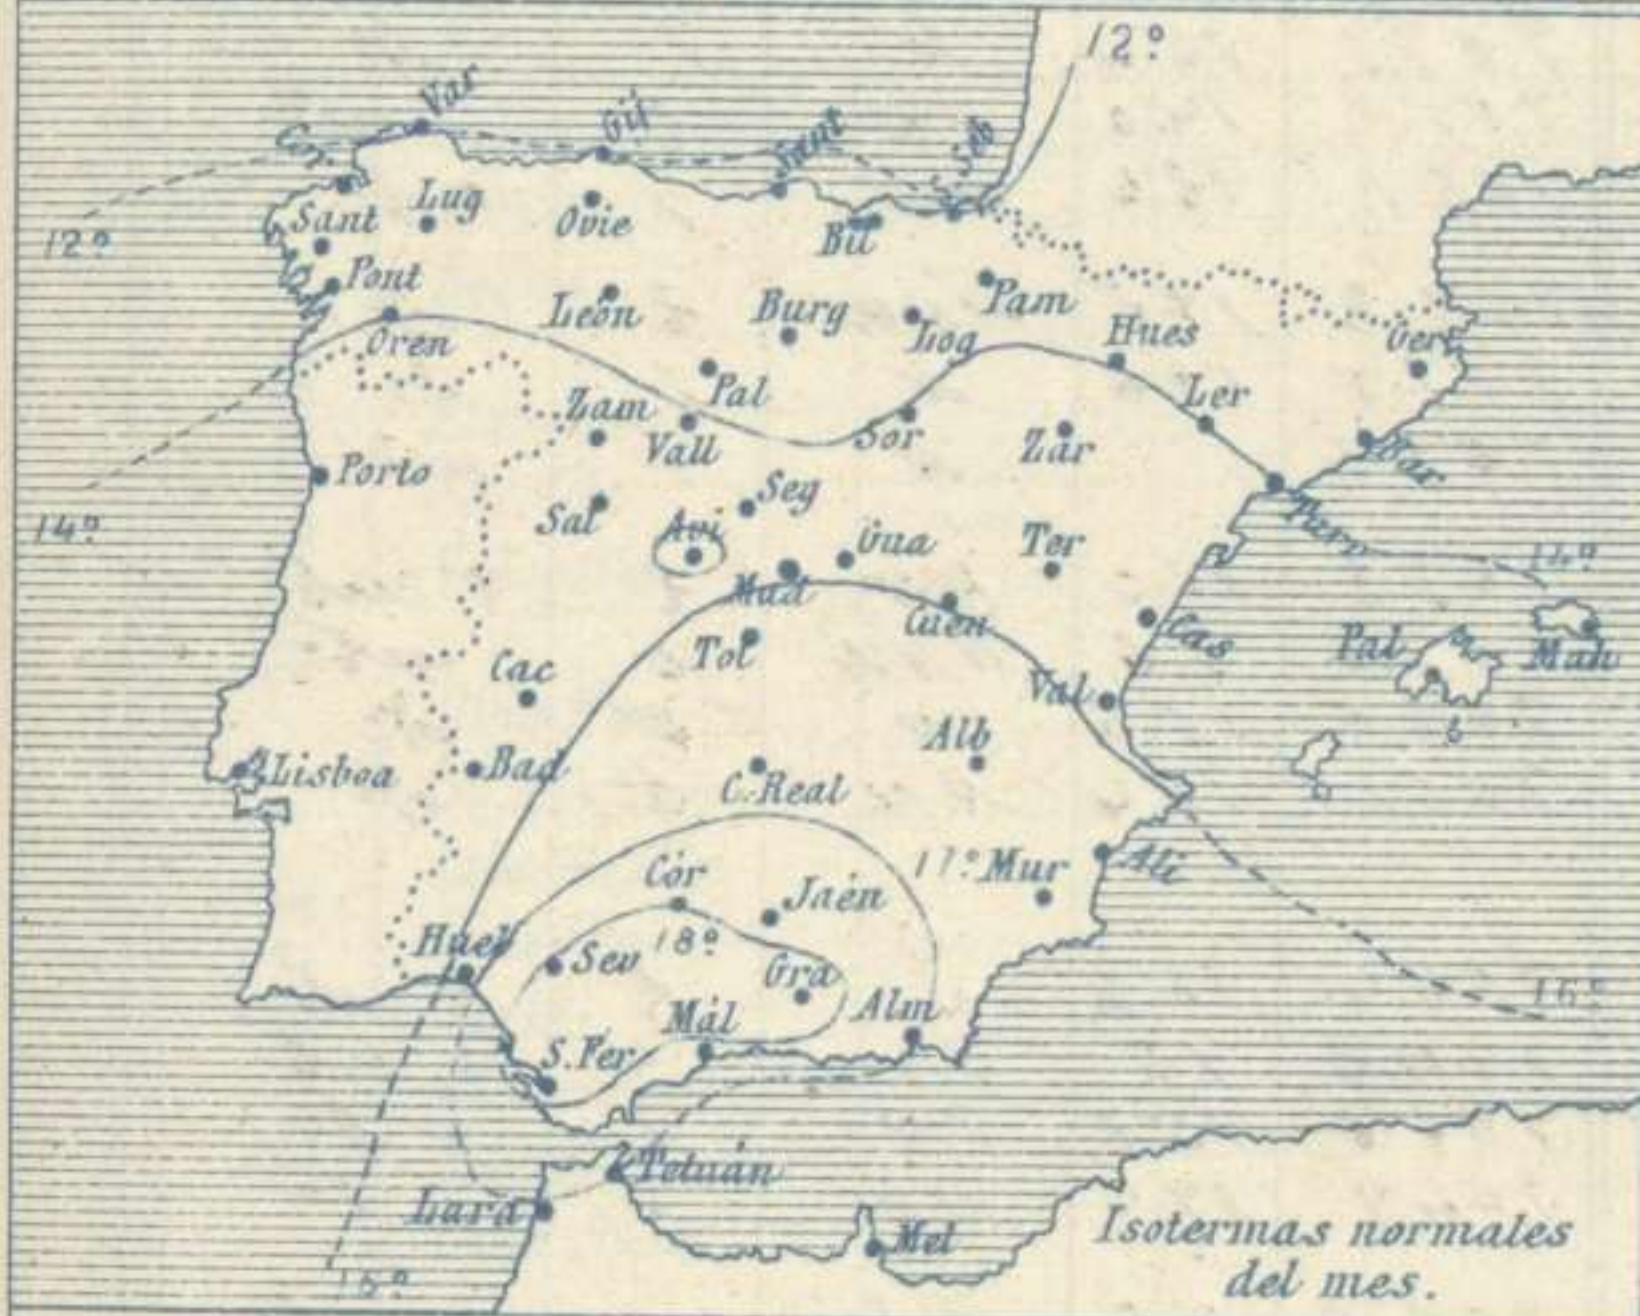 12º
Var
Gij
Sant
Seb
Cor
Lug
Sant
Ovie
Bil
12º
Pont
León
Burg
Pam
Oren
Log
Hues
Ger
Pal
Zam
Ler
Vall
Sor
Zar
Bar
Porto
Seg
Sal
14º
Avi
Gua
Ter
Tarr
14º
Mad
Cuen
Cas
Tol
Pal
Mah
Cac
Val
Alb
Lisboa
Bad
C.-Real
17º
Mur
Ali
Cór
Jaén
Huel
Sev
18º
Gra
16º
Mál
Alm
S. Fer
Tetuán
Lara
Mel
16º
Isotermas normales
del mes.